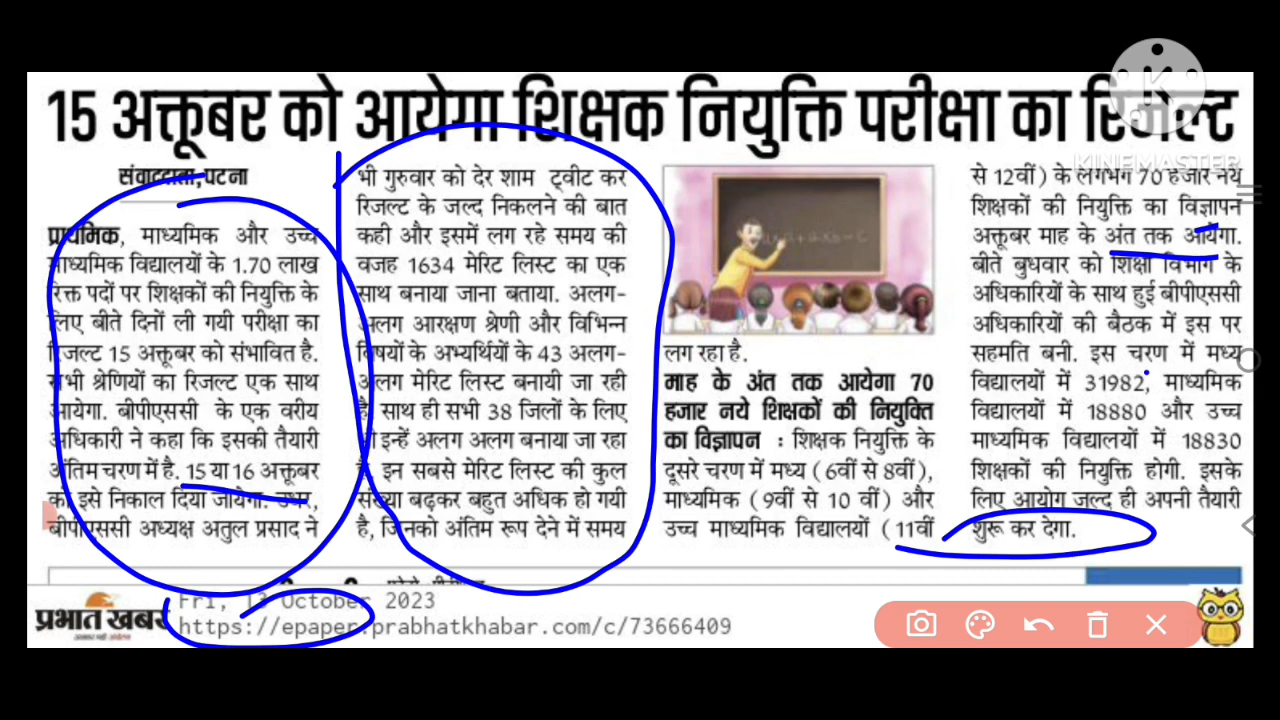 15 अक्तूबर को आयेगा शिक्षक नियुक्ति परीक्षा का रिजल्ट
KINEMASTER
संवाददाता, पटना
प्राथमिक, माध्यमिक और उच्च
माध्यमिक विद्यालयों के 1.70 लाख
रिक्त पदों पर शिक्षकों की नियुक्ति के
लिए बीते दिनों ली गयी परीक्षा का
रिजल्ट 15 अक्तूबर को संभावित है.
सभी श्रेणियों का रिजल्ट एक साथ
आयेगा. बीपीएससी के एक वरीय
अधिकारी ने कहा कि इसकी तैयारी
अंतिम चरण में है. 15 या 16 अक्तूबर
को इसे निकाल दिया जायेगा. उधर,
बीपीएससी अध्यक्ष अतुल प्रसाद ने
भी गुरुवार को देर शाम ट्वीट कर
रिजल्ट के जल्द निकलने की बात
कही और इसमें लग रहे समय की
वजह 1634 मेरिट लिस्ट का एक
साथ बनाया जाना बताया. अलग-
अलग आरक्षण श्रेणी और विभिन्न
विषयों के अभ्यर्थियों के 43 अलग-
अलग मेरिट लिस्ट बनायी जा रही
है. साथ ही सभी 38 जिलों के लिए
भी इन्हें अलग अलग बनाया जा रहा
है. इन सबसे मेरिट लिस्ट की कुल
संख्या बढ़कर बहुत अधिक हो गयी
है, जिनको अंतिम रूप देने में समय
लग रहा है.
माह के अंत तक आयेगा 70
हजार नये शिक्षकों की नियुक्ति
का विज्ञापन : शिक्षक नियुक्ति के
दूसरे चरण में मध्य (6वीं से 8वीं),
माध्यमिक (9वीं से 10 वीं) और
उच्च माध्यमिक विद्यालयों (11वीं
से 12वीं) के लगभग 70 हजार नये
शिक्षकों की नियुक्ति का विज्ञापन
अक्तूबर माह के अंत तक आयेगा.
बीते बुधवार को शिक्षा विभाग के
अधिकारियों के साथ हुई बीपीएससी
अधिकारियों की बैठक में इस पर
सहमति बनी. इस चरण में मध्य
विद्यालयों में 31982, माध्यमिक
विद्यालयों में 18880 और उच्च
माध्यमिक विद्यालयों में 18830
शिक्षकों की नियुक्ति होगी. इसके
लिए आयोग जल्द ही अपनी तैयारी
शुरू कर देगा.
प्रभात खबर
Fri, 13 October 2023
https://epaper.prabhatkhabar.com/c/73666409